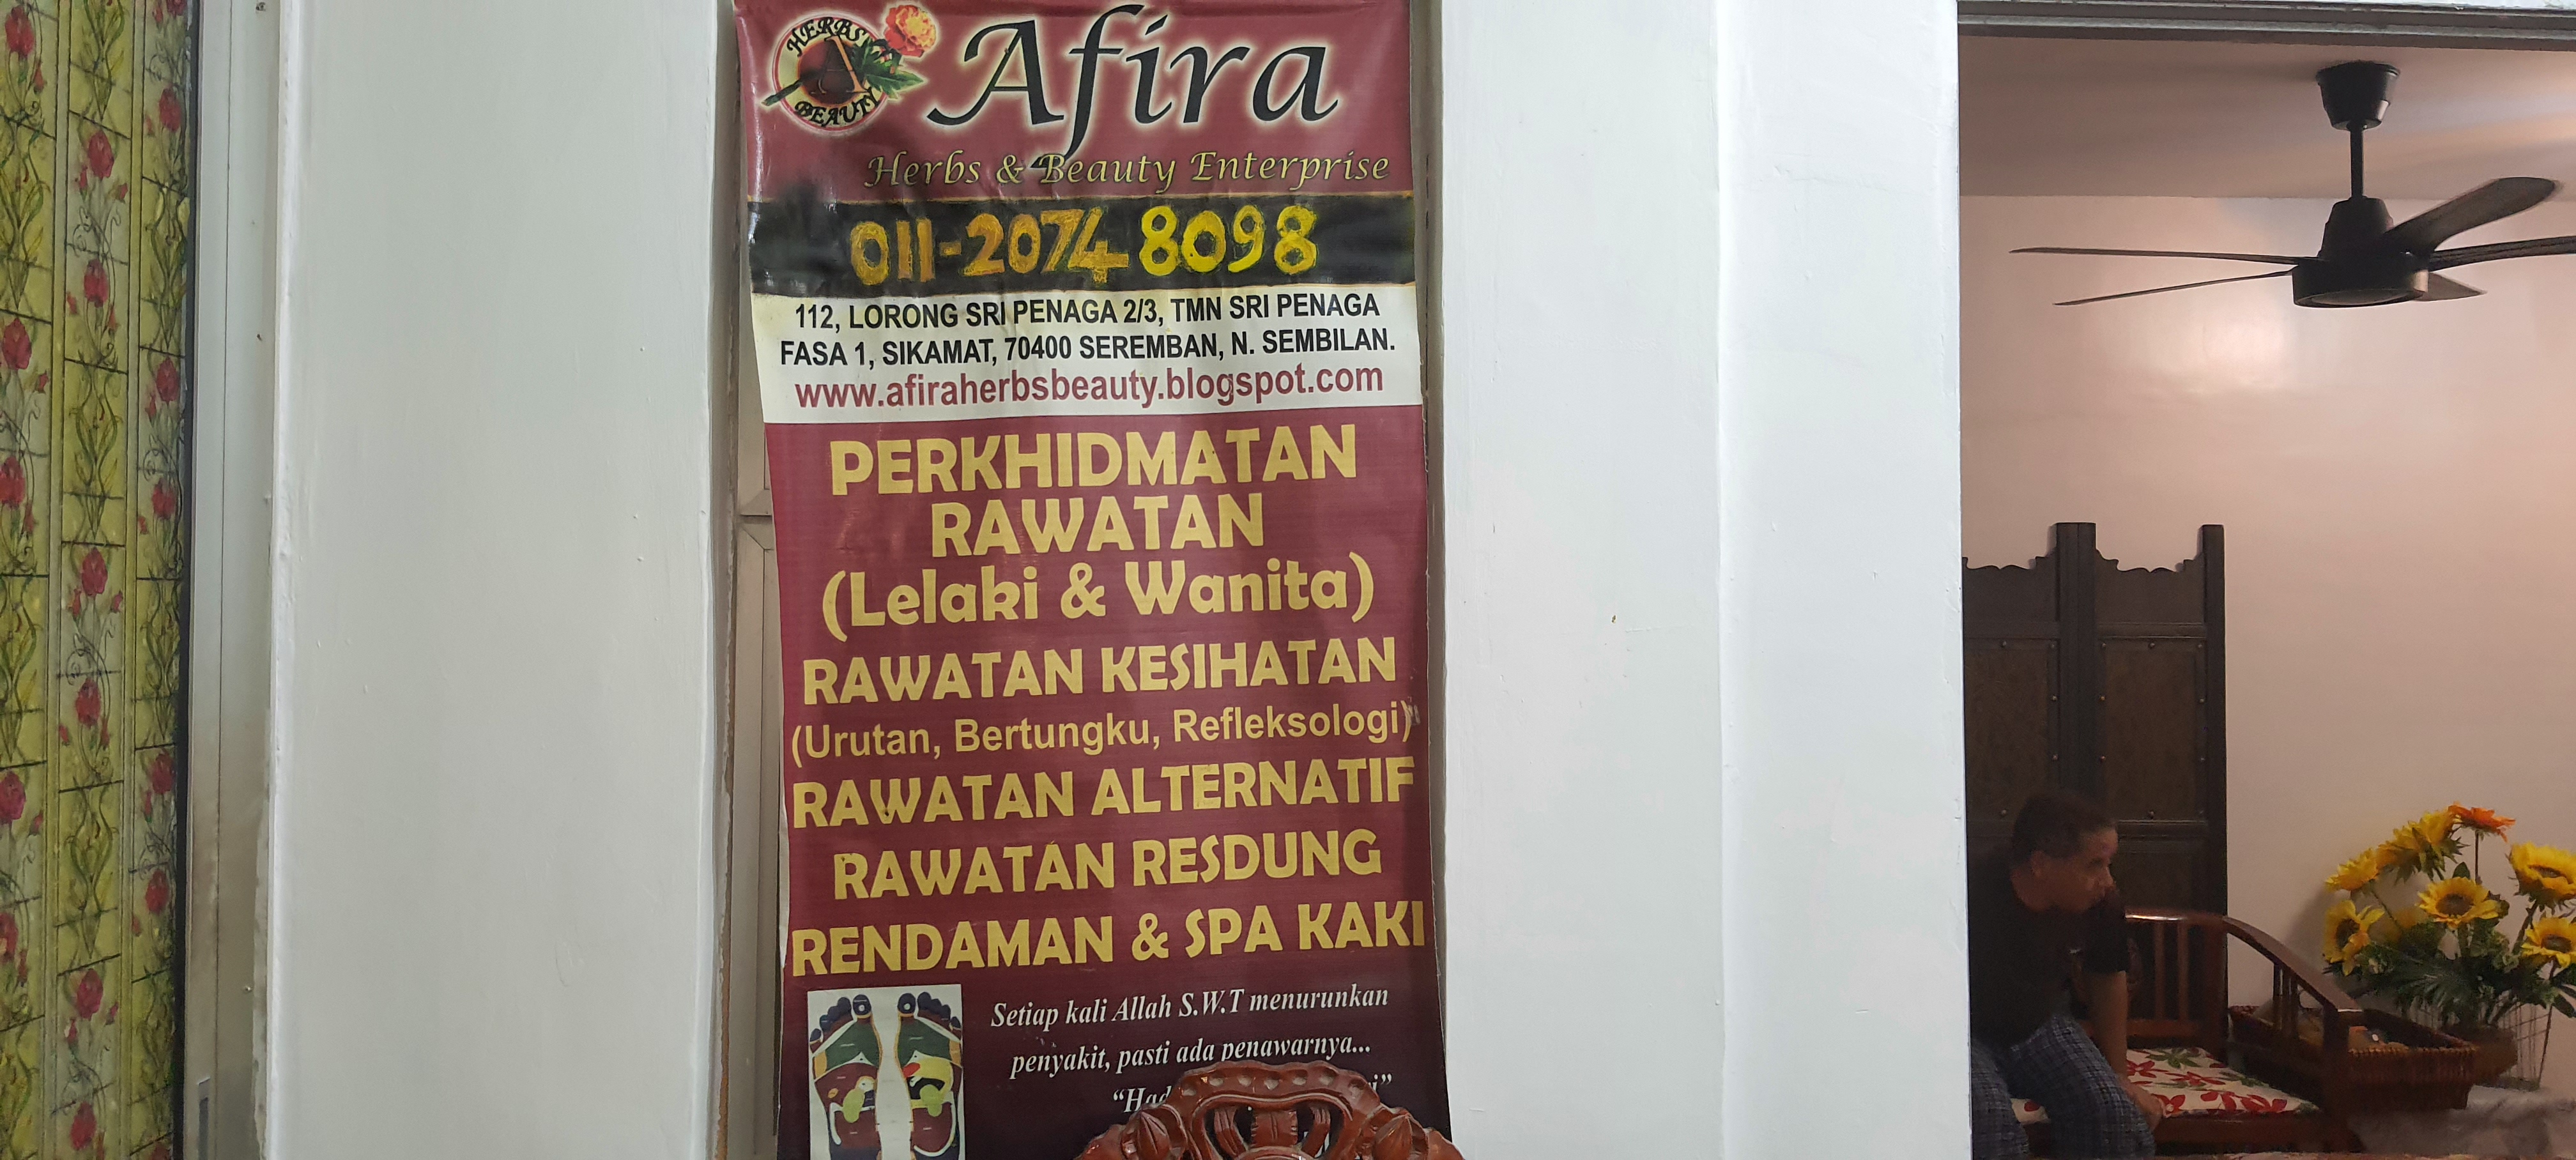 HERBS
BEAUTY
Afira
Herbs & Beauty Enterprise
011-2074 8098
112, LORONG SRI PENAGA 2/3, TMN SRI PENAGA
FASA 1, SIKAMAT, 70400 SEREMBAN, N. SEMBILAN.
www.afiraherbsbeauty.blogspot.com
PERKHIDMATAN
RAWATAN
(Lelaki & Wanita)
RAWATAN KESIHATAN
(Urutan, Bertungku, Refleksologi)
RAWATAN ALTERNATIF
RAWATAN RESDUNG
RENDAMAN & SPA KAKI
Setiap kali Allah S.W.T menurunkan
penyakit, pasti ada penawarnya...